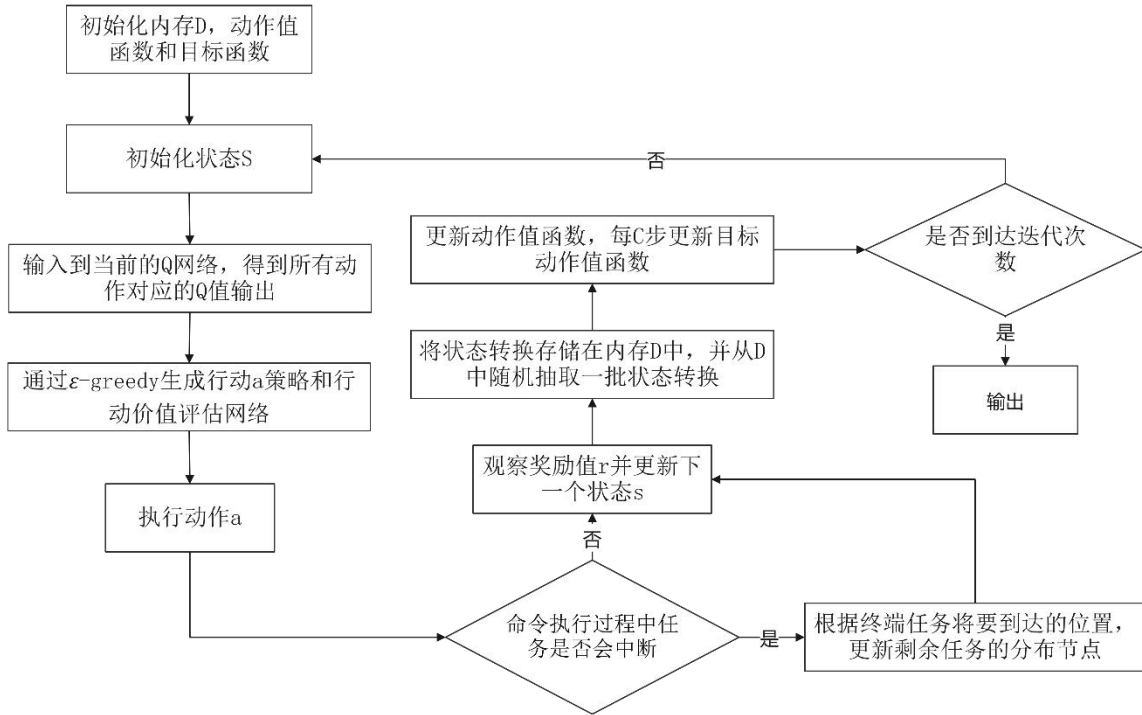 初始化内存D，动作值
函数和目标函数
初始化状态S
输入到当前的Q网络，得到所有动
作对应的Q值输出
通过ε-greedy生成行动a策略和行
动价值评估网络
执行动作a
命令执行过程中任
务是否会中断
是
根据终端任务将要到达的位置，
更新剩余任务的分布节点
否
观察奖励值r并更新下
一个状态s
将状态转换存储在内存D中，并从D
中随机抽取一批状态转换
更新动作值函数，每C步更新目标
动作值函数
是否到达迭代次
数
否
是
输出